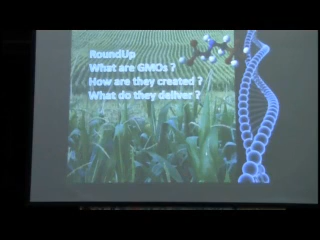 RoundUp
What are GMOs ?
How are they created ?
What do they deliver ?